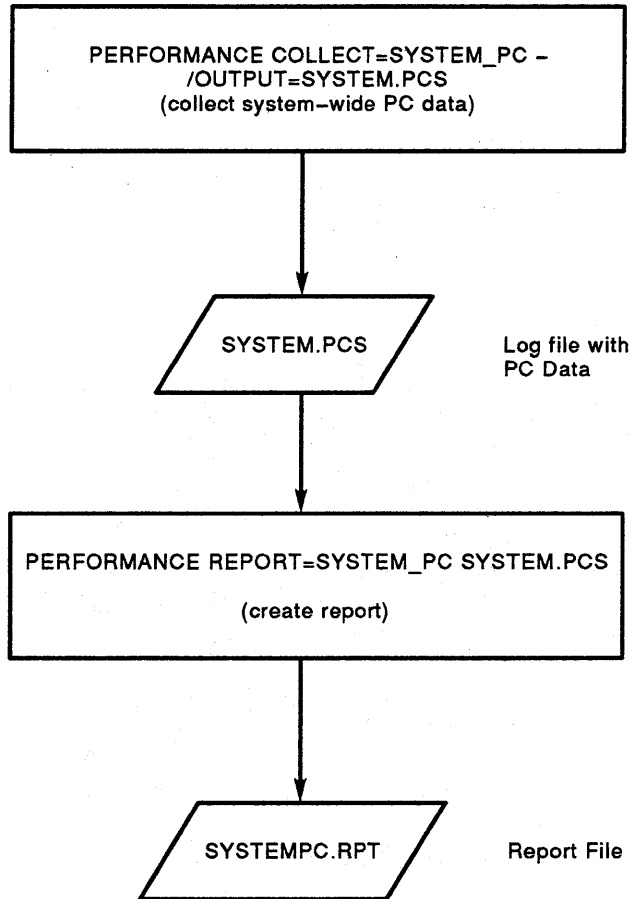 PERFORMANCE COLLECT=SYSTEM_PC –
/OUTPUT=SYSTEM.PCS
(collect system–wide PC data)
SYSTEM.PCS
Log file with
PC Data
PERFORMANCE REPORT=SYSTEM_PC SYSTEM.PCS
(create report)
SYSTEMPC.RPT
Report File